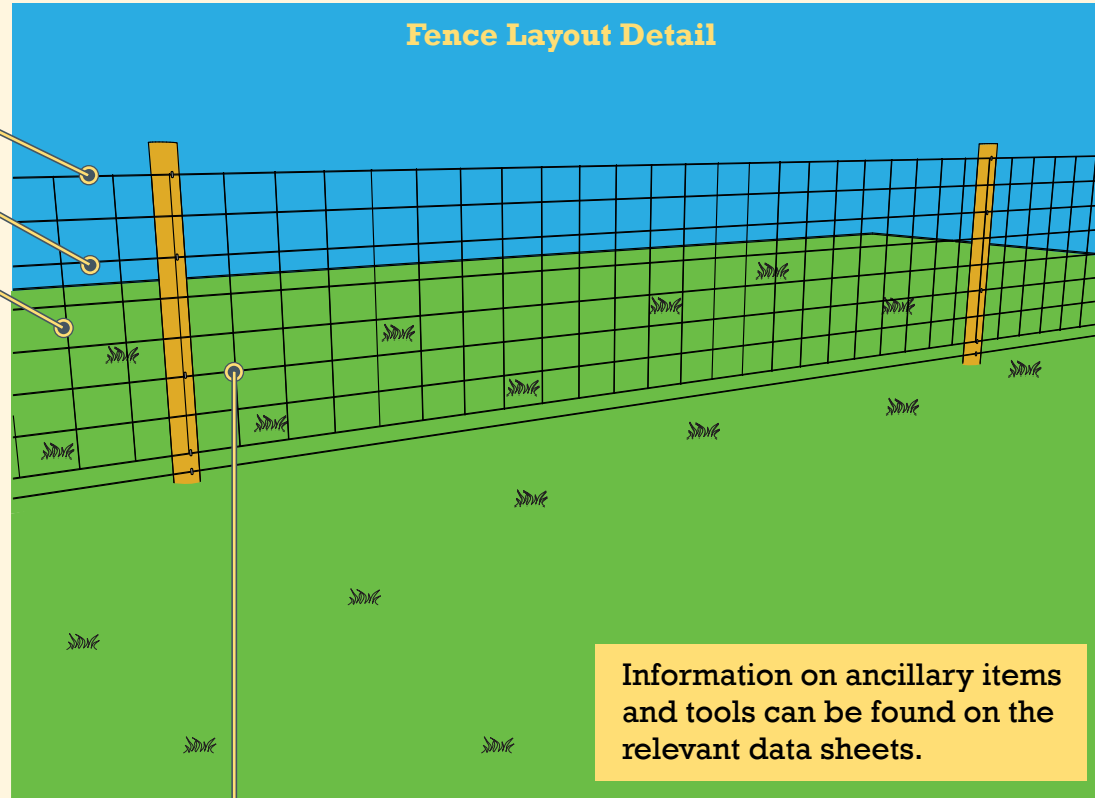 Fence Layout Detail
Information on ancillary items
and tools can be found on the
relevant data sheets.